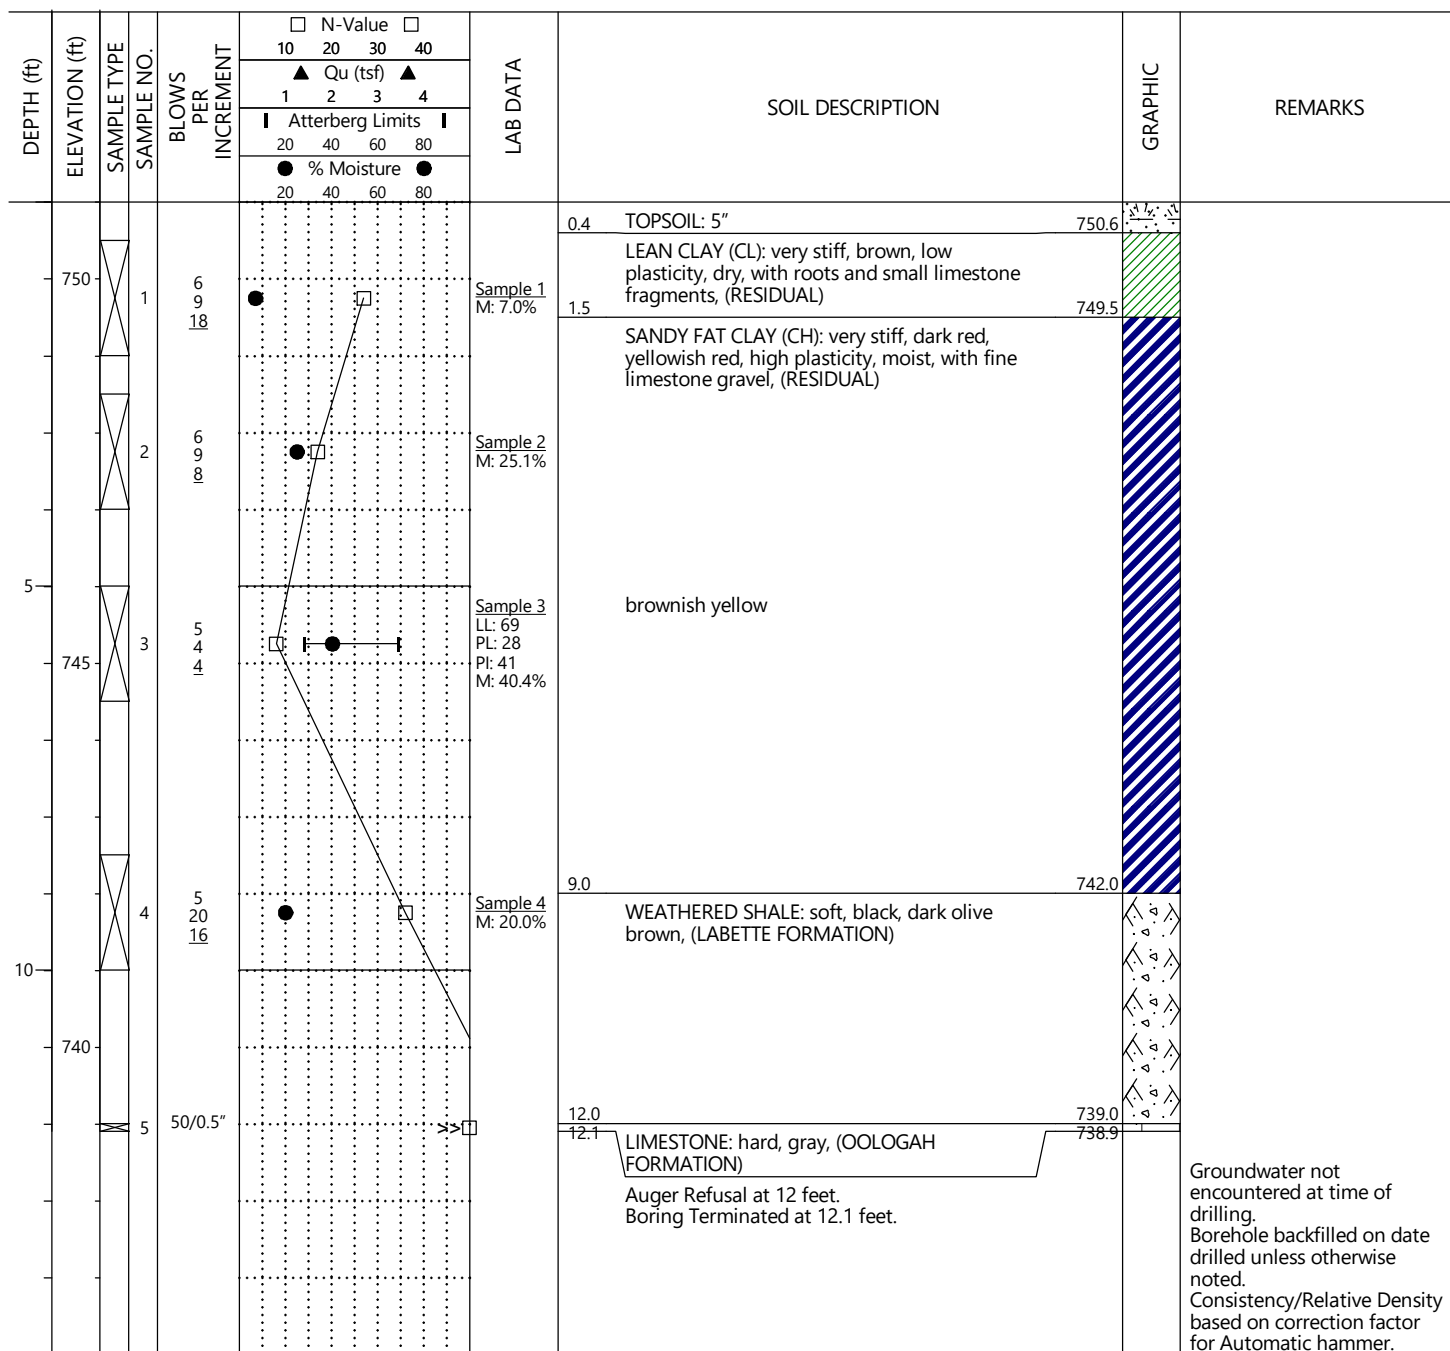 DEPTH (ft)
ELEVATION (ft)
SAMPLE TYPE
SAMPLE NO.
BLOWS
PER
INCREMENT
N-Value
10 20 30 40
Qu (tsf)
1 2 3 4
Atterberg Limits
20 40 60 80
% Moisture
20 40 60 80
LAB DATA
SOIL DESCRIPTION
GRAPHIC
REMARKS
0.4 TOPSOIL: 5" 750.6
LEAN CLAY (CL): very stiff, brown, low
plasticity, dry, with roots and small limestone
fragments, (RESIDUAL)
1.5 749.5
750
1
6
9
18
Sample 1
M: 7.0%
SANDY FAT CLAY (CH): very stiff, dark red,
yellowish red, high plasticity, moist, with fine
limestone gravel, (RESIDUAL)
2
6
9
8
Sample 2
M: 25.1%
5
745
3
5
4
4
Sample 3
LL: 69
PL: 28
PI: 41
M: 40.4%
brownish yellow
9.0 742.0
4
5
20
16
Sample 4
M: 20.0%
WEATHERED SHALE: soft, black, dark olive
brown, (LABETTE FORMATION)
10
740
12.0 739.0
5
50/0.5"
>>
12.1 738.9
LIMESTONE: hard, gray, (OOLOGAH
FORMATION)
Auger Refusal at 12 feet.
Boring Terminated at 12.1 feet.
Groundwater not
encountered at time of
drilling.
Borehole backfilled on date
drilled unless otherwise
noted.
Consistency/Relative Density
based on correction factor
for Automatic hammer.